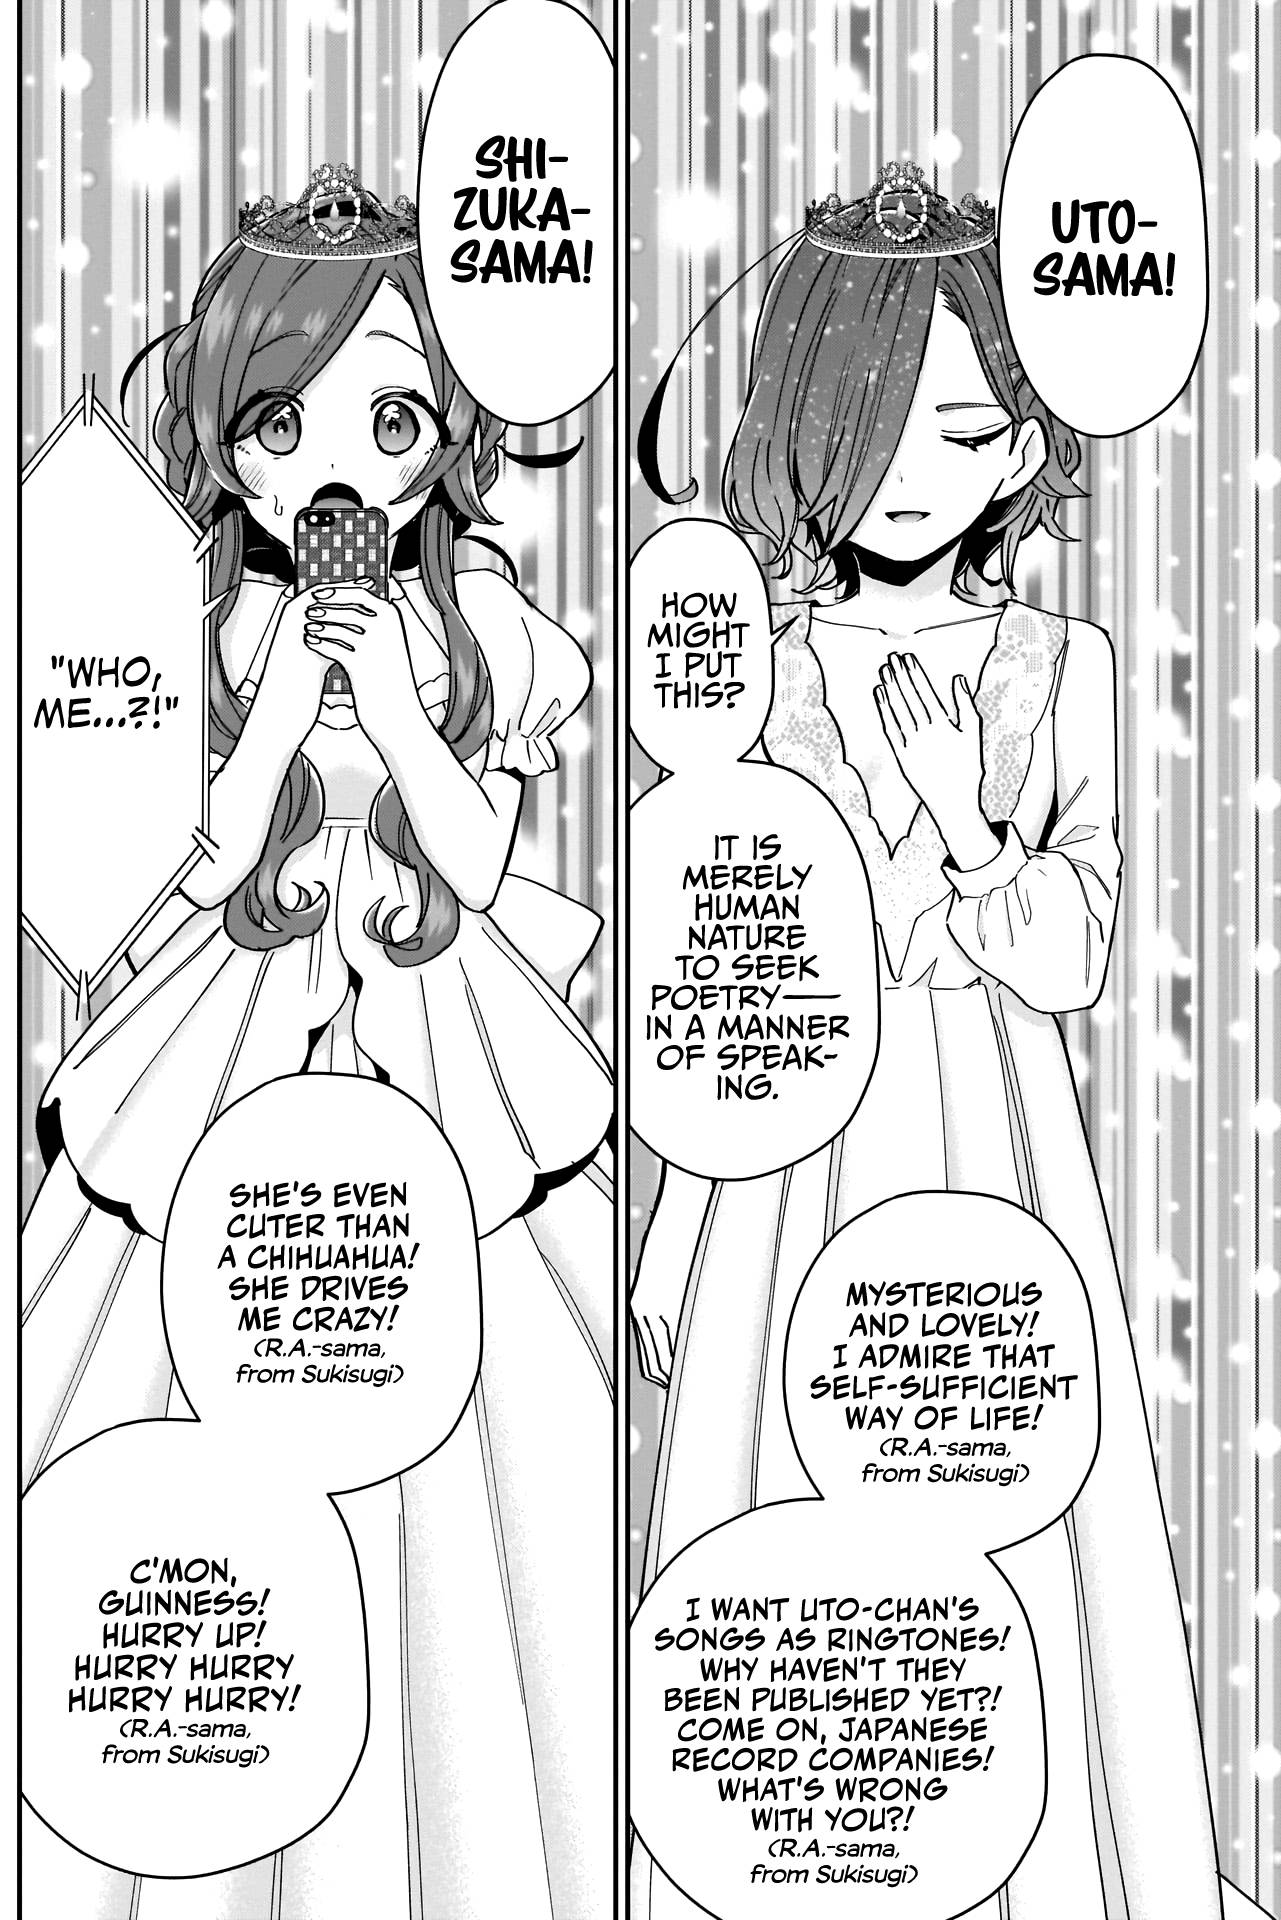 UTO-
SAMA!
HOW
MIGHT
I PUT
THIS?
IT IS
MERELY
HUMAN
NATURE
TO SEEK
POETRY——
IN A MANNER
OF SPEAK-
ING.
MYSTERIOUS
AND LOVELY!
I ADMIRE THAT
SELF-SUFFICIENT
WAY OF LIFE!
(R.A.-sama,
from Sukisugi)
I WANT UTO-CHAN'S
SONGS AS RINGTONES!
WHY HAVEN'T THEY
BEEN PUBLISHED YET?!
COME ON, JAPANESE
RECORD COMPANIES!
WHAT'S WRONG
WITH YOU?!
(R.A.-sama,
from Sukisugi)
SHI-
ZUKA-
SAMA!
"WHO,
ME...?!"
SHE'S EVEN
CUTER THAN
A CHIHUAHUA!
SHE DRIVES
ME CRAZY!
(R.A.-sama,
from Sukisugi)
C'MON,
GUINNESS!
HURRY UP!
HURRY HURRY
HURRY HURRY!
(R.A.-sama,
from Sukisugi)